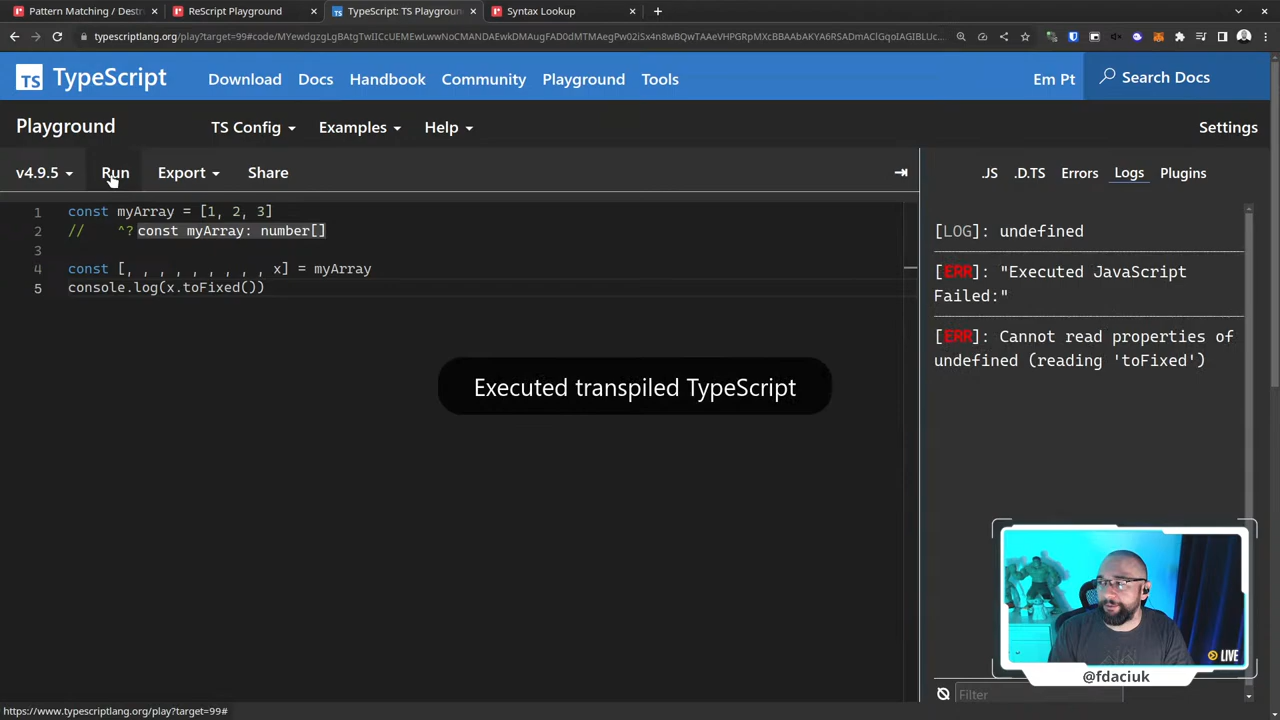 Pattern Matching / Destr
ReScript Playground
TypeScript: TS Playgroun
Syntax Lookup
typescriptlang.org/play?target=99#code/MYewdgzgLgBAtgTwIICcUEMEwLwwNoCMANDAEwkDMAugFAD0dMTMAegPw02iSx4n8wBQwTAAeVHPGRpMXcBBAabAKYA6RSADmAClGqoIAGIBLUc...
TS TypeScript
Download
Docs
Handbook
Community
Playground
Tools
Em Pt
Search Docs
Playground
TS Config
Examples
Help
Settings
v4.9.5
Run
Export
Share
.JS
.D.TS
Errors
Logs
Plugins
1 const myArray = [1, 2, 3]
2 //    ^? const myArray: number[]
3
4 const [, , , , , , , , , x] = myArray
5 console.log(x.toFixed())
[LOG]: undefined
[ERR]: "Executed JavaScript
Failed:"
[ERR]: Cannot read properties of
undefined (reading 'toFixed')
Executed transpiled TypeScript
LIVE
@fdaciuk
Filter
https://www.typescriptlang.org/play?target=99#